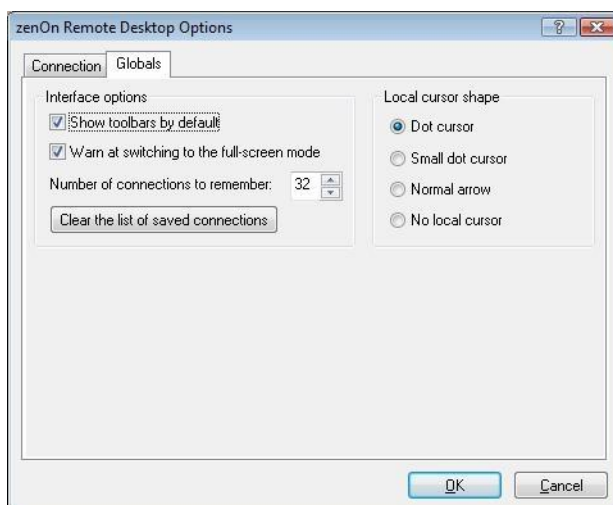 zenOn Remote Desktop Options
Connection
Globals
Interface options
Show toolbars by default
Warn at switching to the full-screen mode
Number of connections to remember: 32
Clear the list of saved connections
Local cursor shape
Dot cursor
Small dot cursor
Normal arrow
No local cursor
OK
Cancel